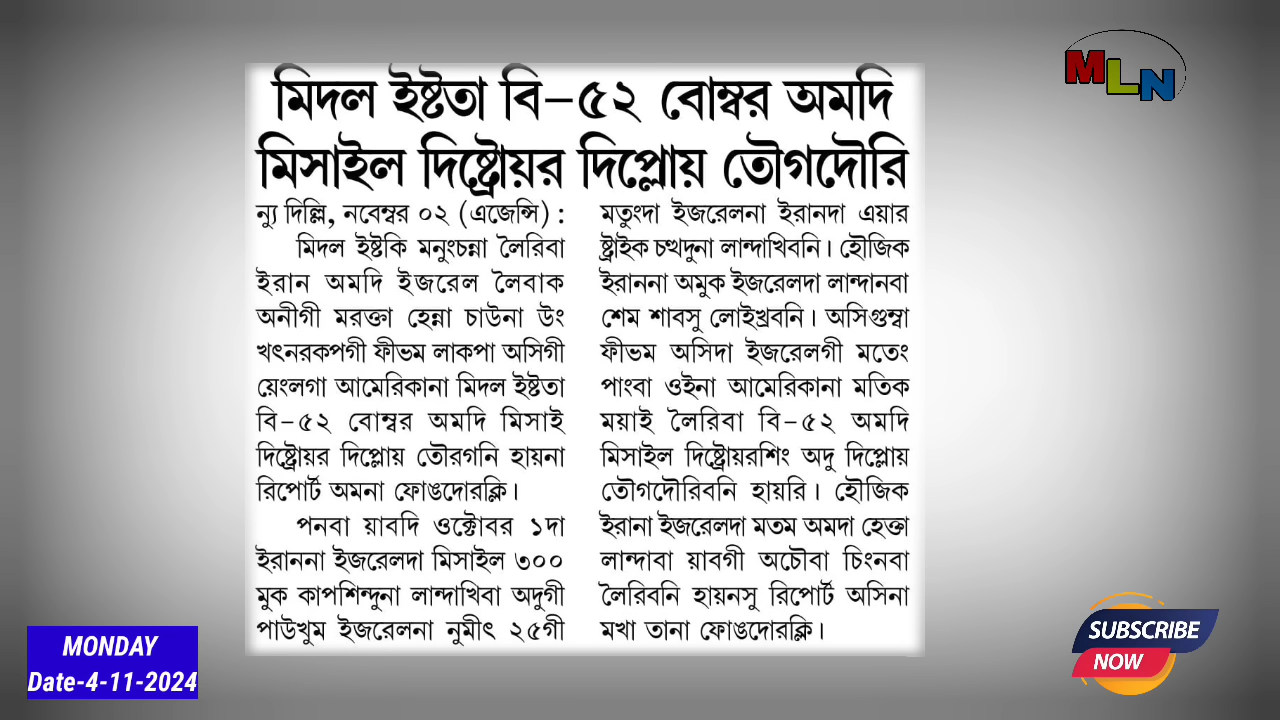 মিদল ইষ্টতা বি–৫২ বোম্বর অমদি
মিসাইল দিষ্ট্রোয়র দিপ্লোয় তৌগদৌরি
ন্যু দিল্লি, নবেম্বর ০২ (এজেন্সি) :
মিদল ইষ্টকি মনুংচন্না লৈরিবা
ইরান অমদি ইজরেল লৈবাক
অনীগী মরক্তা হেন্না চাউনা উং
খৎনরকপগী ফীভম লাকপা অসিগী
য়েংলগা আমেরিকানা মিদল ইষ্টতা
বি–৫২ বোম্বর অমদি মিসাই
দিষ্ট্রোয়র দিপ্লোয় তৌরগনি হায়না
রিপোর্ট অমনা ফোঙদোরক্লি।
পনবা য়াবদি ওক্টোবর ১দা
ইরাননা ইজরেলদা মিসাইল ৩০০
মুক কাপশিন্দুনা লান্দাখিবা অদুগী
পাউখুম ইজরেলনা নুমীৎ ২৫গী
মতুংদা ইজরেলনা ইরানদা এয়ার
ষ্ট্রাইক চত্থদুনা লান্দাখিবনি। হৌজিক
ইরাননা অমুক ইজরেলদা লান্দানবা
শেম শাবসু লোইখ্রবনি। অসিগুম্বা
ফীভম অসিদা ইজরেলগী মতেং
পাংবা ওইনা আমেরিকানা মতিক
ময়াই লৈরিবা বি–৫২ অমদি
মিসাইল দিষ্ট্রোয়রশিং অদু দিপ্লোয়
তৌগদৌরিবনি হায়রি। হৌজিক
ইরানা ইজরেলদা মতম অমদা হেক্তা
লান্দাবা য়াবগী অচৌবা চিংনবা
লৈরিবনি হায়নসু রিপোর্ট অসিনা
মখা তানা ফোঙদোরক্লি।
MLN
MONDAY
Date-4-11-2024
SUBSCRIBE
NOW